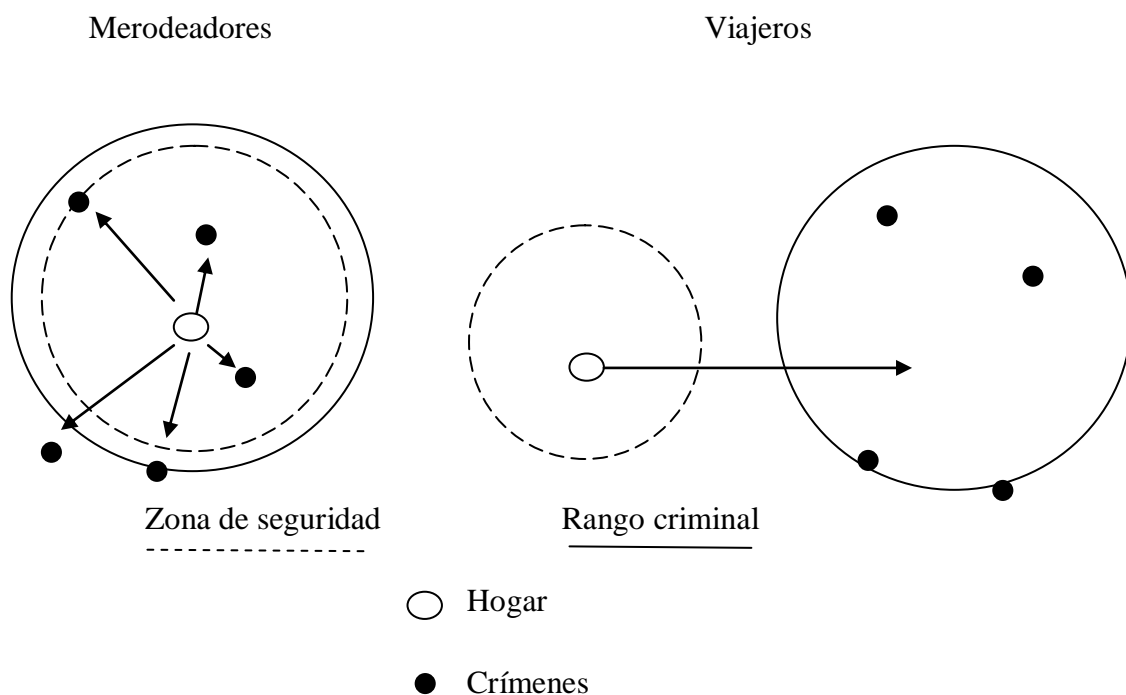 Merodeadores
Viajeros
Zona de seguridad
Rango criminal
Hogar
Crímenes